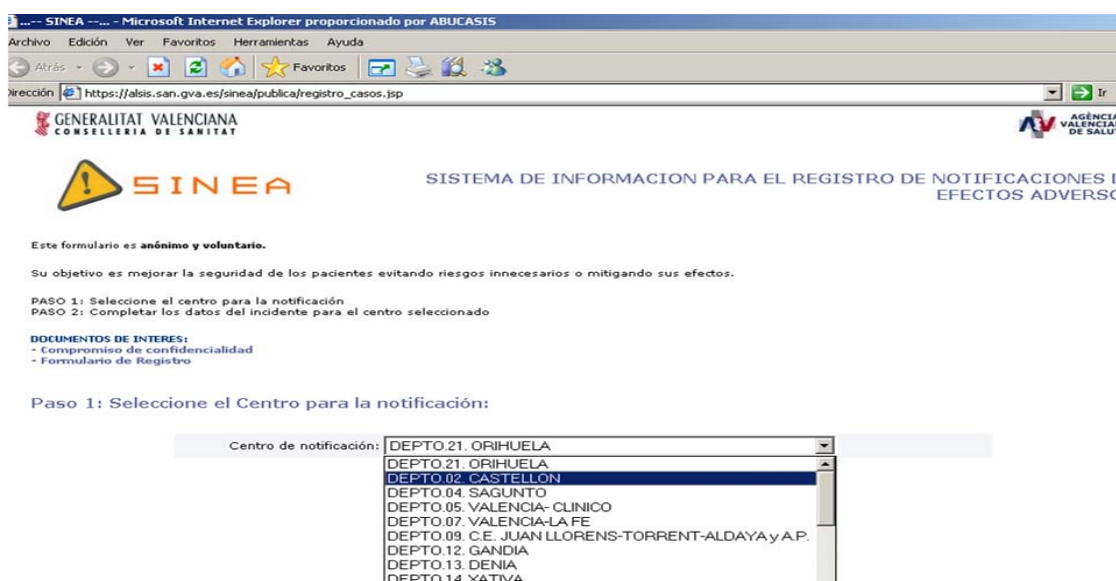 ...-- SINEA --... - Microsoft Internet Explorer proporcionado por ABUCASIS
Archivo Edición Ver Favoritos Herramientas Ayuda
Atrás Favoritos
Dirección https://alsis.san.gva.es/sinea/publica/registro_casos.jsp Ir
GENERALITAT VALENCIANA
CONSELLERIA DE SANITAT
AGÈNCIA
VALENCIA
DE SALU
SINEA
SISTEMA DE INFORMACION PARA EL REGISTRO DE NOTIFICACIONES D
EFECTOS ADVERSO
Este formulario es anónimo y voluntario.
Su objetivo es mejorar la seguridad de los pacientes evitando riesgos innecesarios o mitigando sus efectos.
PASO 1: Seleccione el centro para la notificación
PASO 2: Completar los datos del incidente para el centro seleccionado
DOCUMENTOS DE INTERES:
- Compromiso de confidencialidad
- Formulario de Registro
Paso 1: Seleccione el Centro para la notificación:
Centro de notificación: DEPTO.21. ORIHUELA
DEPTO.21. ORIHUELA
DEPTO.02. CASTELLON
DEPTO.04. SAGUNTO
DEPTO.05. VALENCIA- CLINICO
DEPTO.07. VALENCIA-LA FE
DEPTO.09. C.E. JUAN LLORENS-TORRENT-ALDAYA y A.P.
DEPTO.12. GANDIA
DEPTO.13. DENIA
DEPTO.14. XATIVA